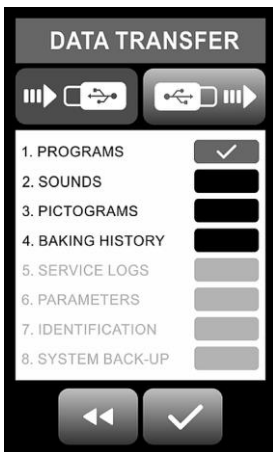 DATA TRANSFER
1. PROGRAMS
2. SOUNDS
3. PICTOGRAMS
4. BAKING HISTORY
5. SERVICE LOGS
6. PARAMETERS
7. IDENTIFICATION
8. SYSTEM BACK-UP